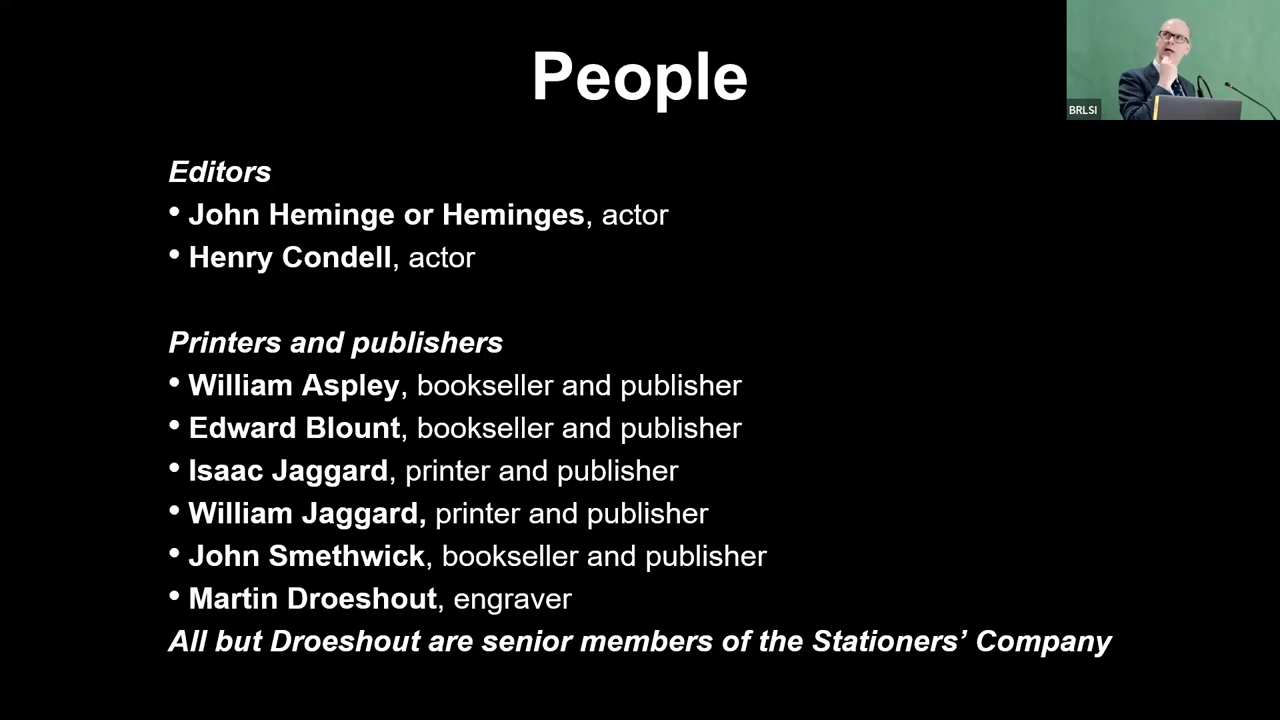 People
BRLSI
Editors
• John Heminge or Heminges, actor
• Henry Condell, actor
Printers and publishers
• William Aspley, bookseller and publisher
• Edward Blount, bookseller and publisher
• Isaac Jaggard, printer and publisher
• William Jaggard, printer and publisher
• John Smethwick, bookseller and publisher
• Martin Droeshout, engraver
All but Droeshout are senior members of the Stationers’ Company